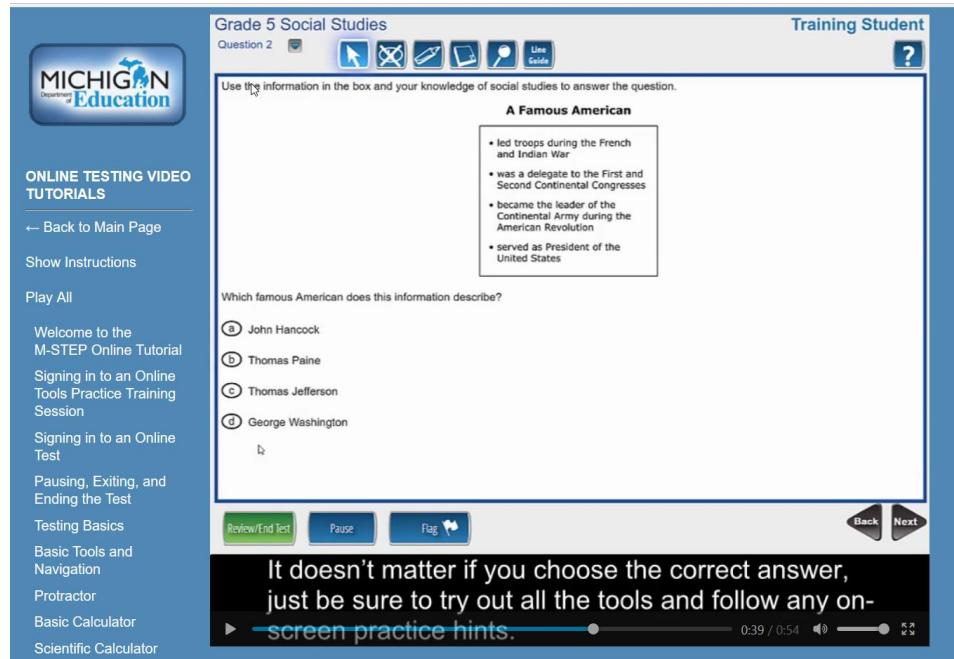 MICHIGAN
Department of Education
ONLINE TESTING VIDEO
TUTORIALS
← Back to Main Page
Show Instructions
Play All
Welcome to the
M-STEP Online Tutorial
Signing in to an Online
Tools Practice Training
Session
Signing in to an Online
Test
Pausing, Exiting, and
Ending the Test
Testing Basics
Basic Tools and
Navigation
Protractor
Basic Calculator
Scientific Calculator
Grade 5 Social Studies
Training Student
Question 2
Line
Guide
?
Use the information in the box and your knowledge of social studies to answer the question.
A Famous American
• led troops during the French
and Indian War
• was a delegate to the First and
Second Continental Congresses
• became the leader of the
Continental Army during the
American Revolution
• served as President of the
United States
Which famous American does this information describe?
a John Hancock
b Thomas Paine
c Thomas Jefferson
d George Washington
Review/End Test
Pause
Flag
Back
Next
It doesn't matter if you choose the correct answer,
just be sure to try out all the tools and follow any on-
screen practice hints.
0:39 / 0:54